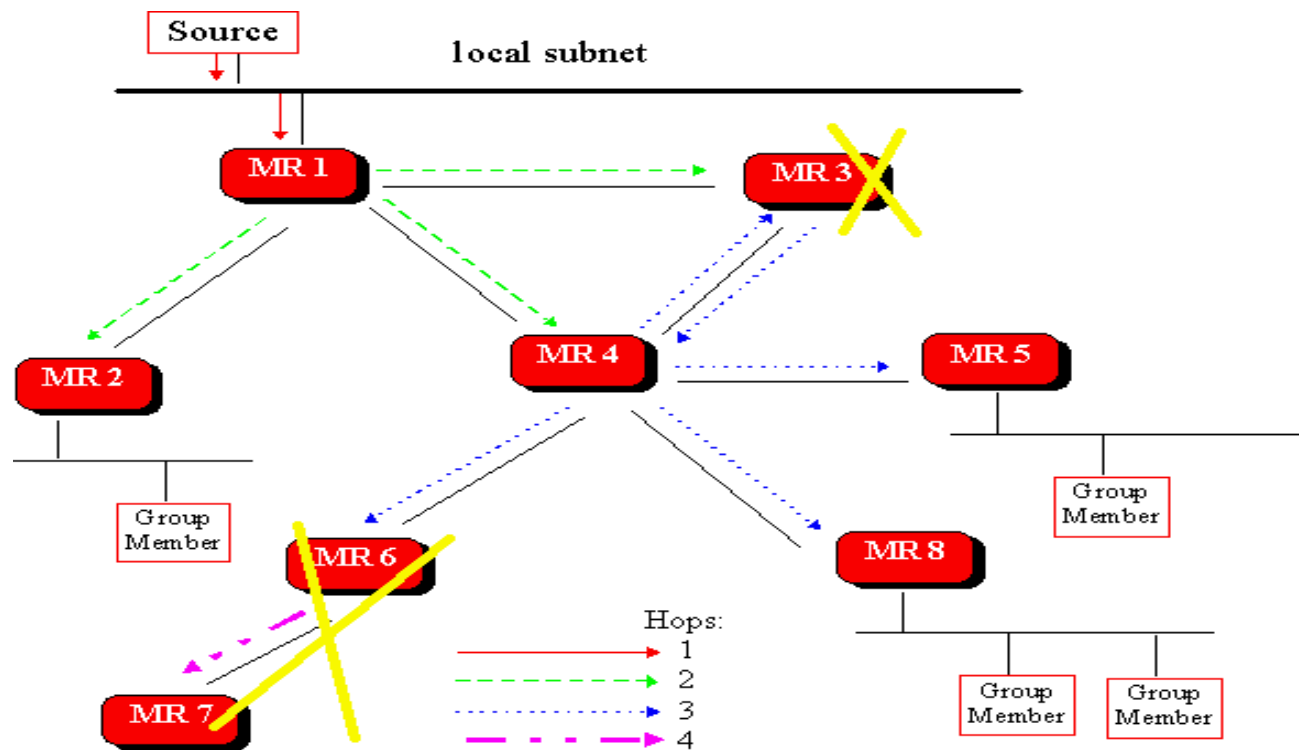 Source
local subnet
MR 1
MR 3
MR 4
MR 5
MR 2
Group
Member
Group
Member
MR 6
MR 8
Hops:
1
2
3
4
Group
Member
Group
Member
MR 7